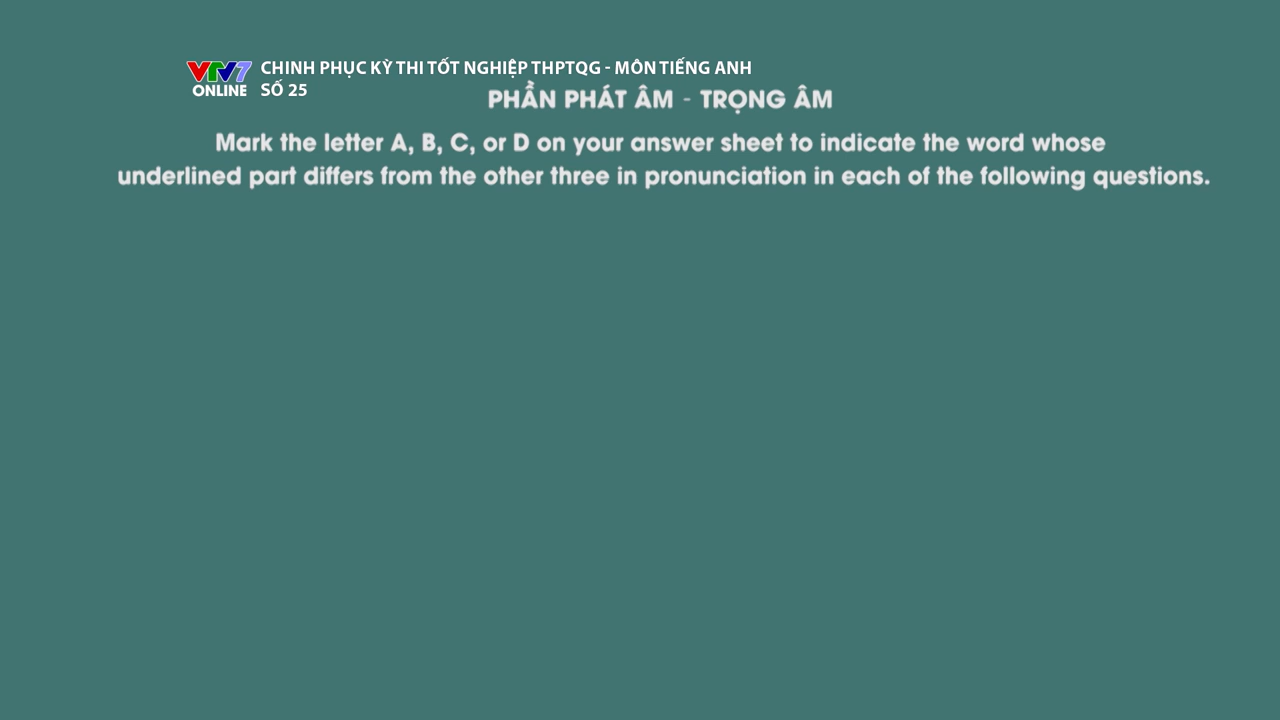 VTV7
ONLINE
CHINH PHỤC KỲ THI TỐT NGHIỆP THPTQG - MÔN TIẾNG ANH
SỐ 25
PHẦN PHÁT ÂM - TRỌNG ÂM
Mark the letter A, B, C, or D on your answer sheet to indicate the word whose
underlined part differs from the other three in pronunciation in each of the following questions.